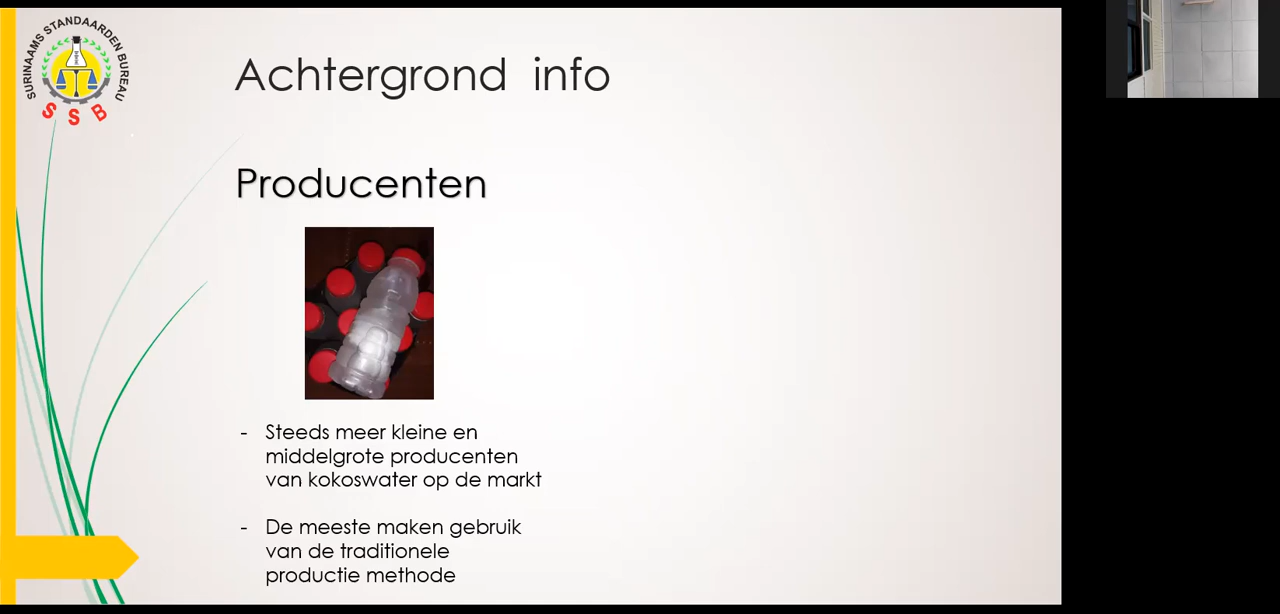 SURINAAMS STANDAARDEN BUREAU
S S B
Achtergrond info
Producenten
- Steeds meer kleine en
middelgrote producenten
van kokoswater op de markt
- De meeste maken gebruik
van de traditionele
productie methode